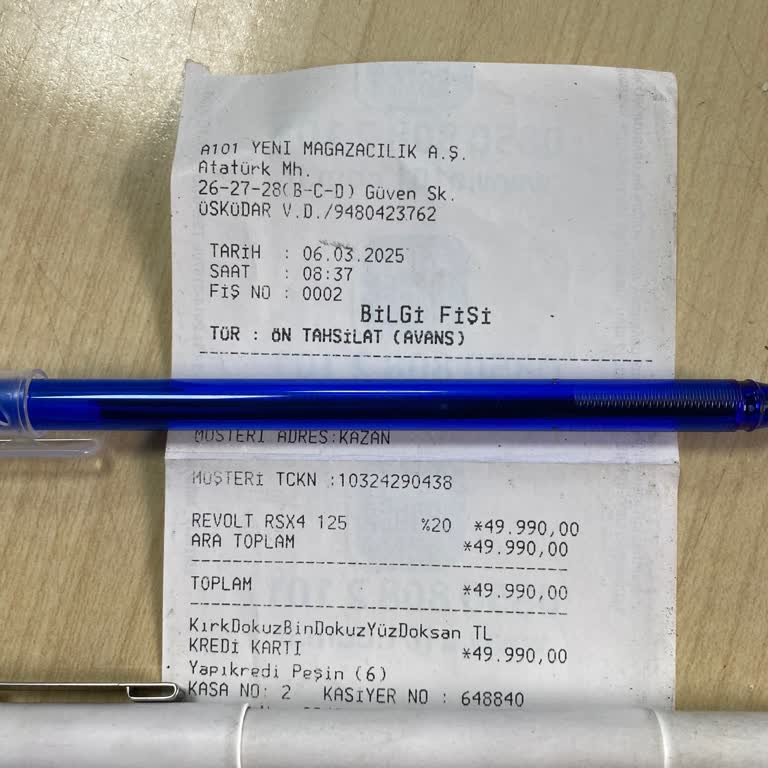 A101 YENİ MAGAZACILIK A.Ş.
Atatürk Mh.
26-27-28(B-C-D) Güven Sk.
ÜSKÜDAR V.D./9480423762
TARİH : 06.03.2025
SAAT : 08:37
FİŞ NO : 0002
BİLGİ FİŞİ
TÜR : ÖN TAHSİLAT (AVANS)
MÜŞTERİ ADRES:KAZAN
MÜŞTERİ TCKN :10324290438
REVOLT RSX4 125 %20 *49.990,00
ARA TOPLAM *49.990,00
TOPLAM *49.990,00
KırkDokuzBinDokuzYüzDoksan TL
KREDİ KARTI *49.990,00
Yapıkredi Peşin (6)
KASA NO: 2 KASİYER NO : 648840